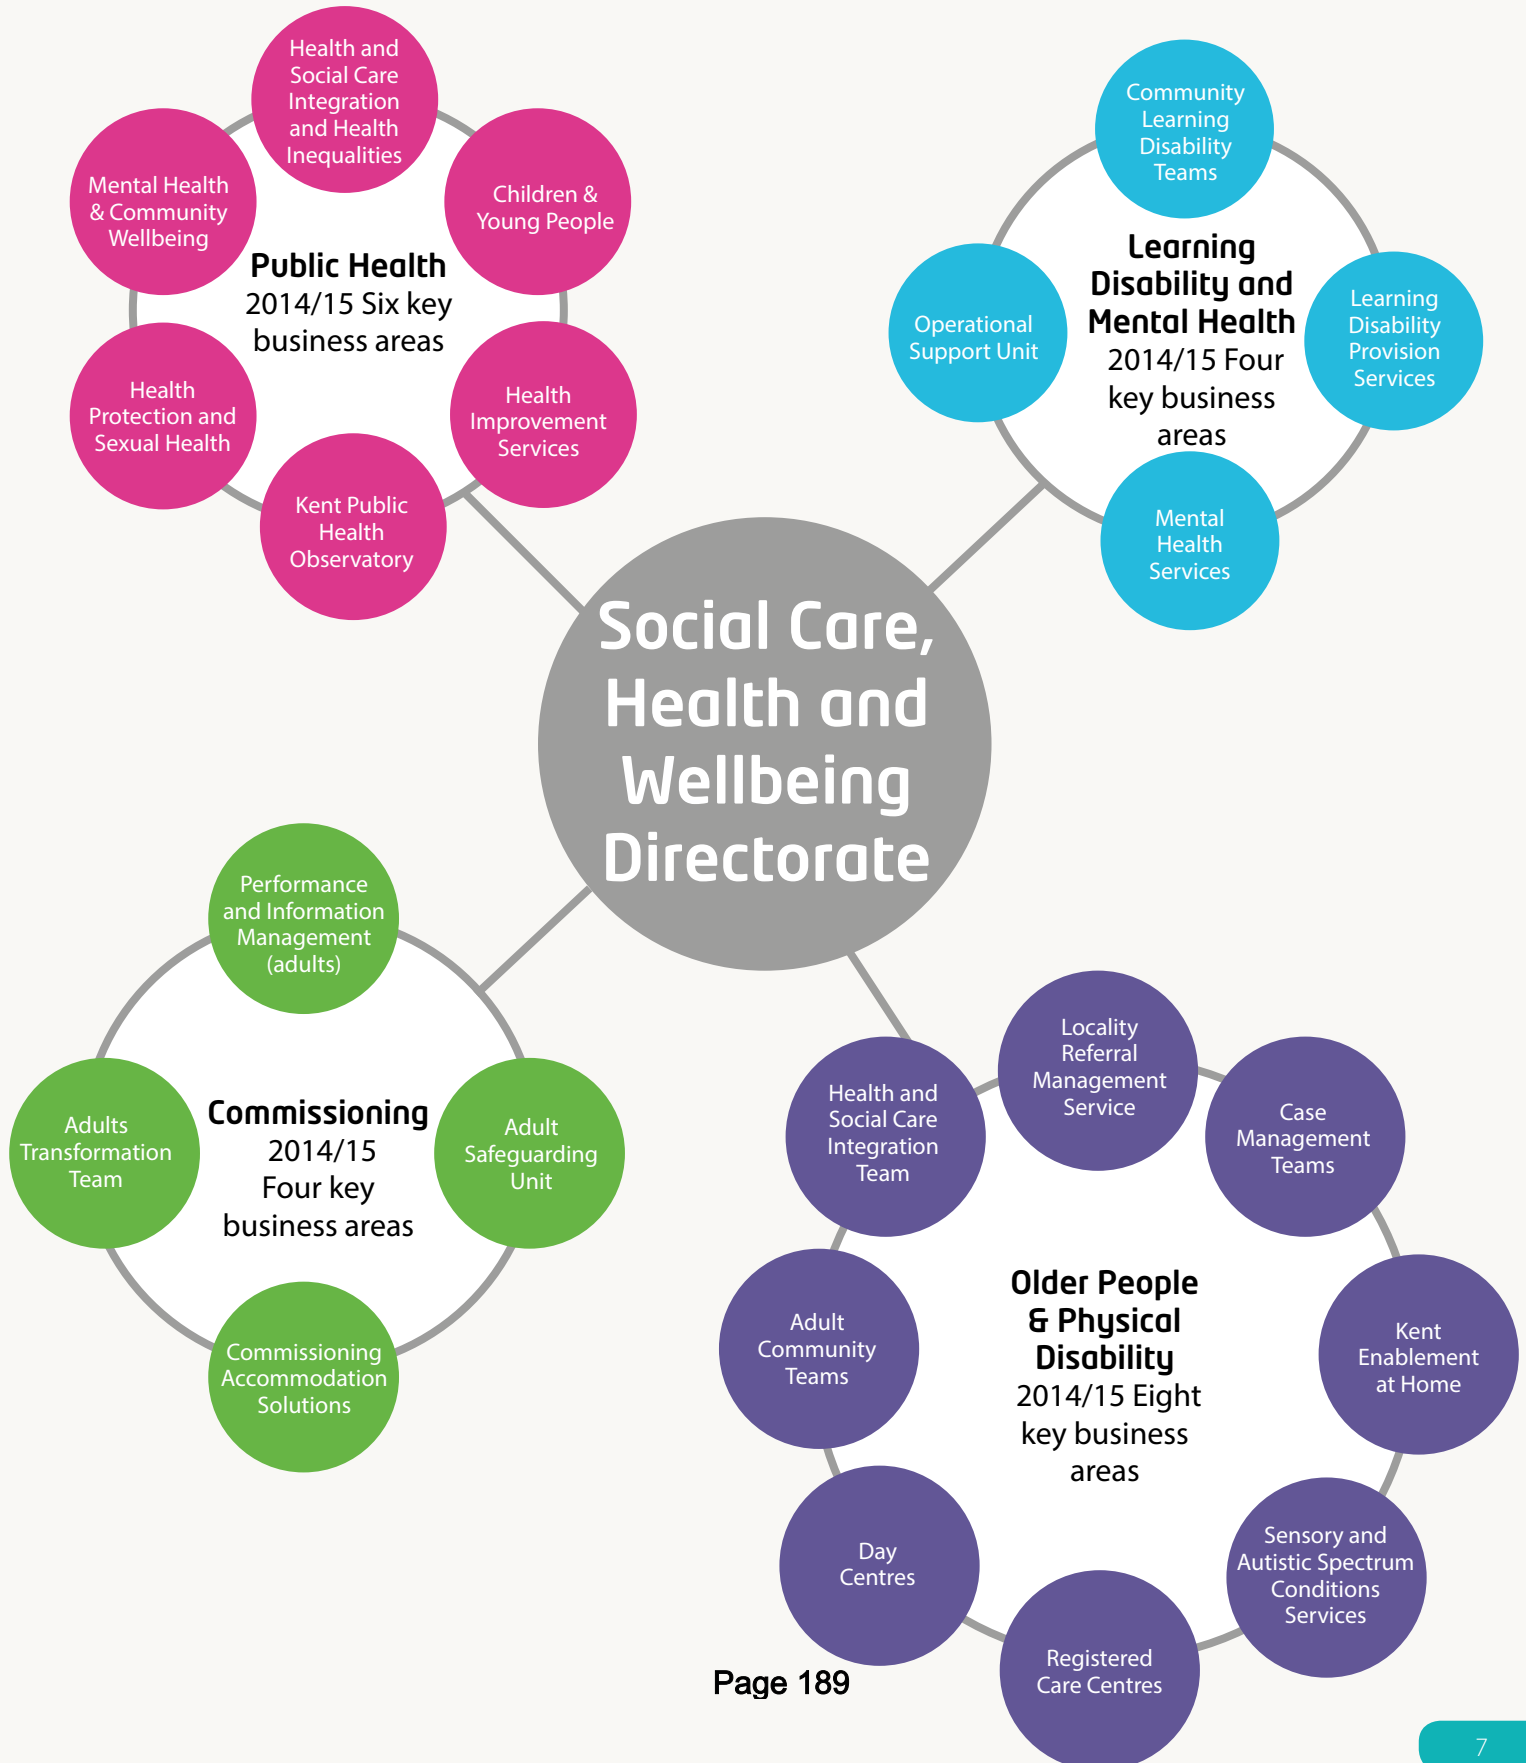 Health and
Social Care
Integration
and Health
Inequalities
Mental Health
& Community
Wellbeing
Children &
Young People
Public Health
2014/15 Six key
business areas
Health
Protection and
Sexual Health
Health
Improvement
Services
Kent Public
Health
Observatory
Community
Learning
Disability
Teams
Operational
Support Unit
Learning
Disability and
Mental Health
2014/15 Four
key business
areas
Learning
Disability
Provision
Services
Mental
Health
Services
Social Care,
Health and
Wellbeing
Directorate
Performance
and Information
Management
(adults)
Adults
Transformation
Team
Commissioning
2014/15
Four key
business areas
Adult
Safeguarding
Unit
Commissioning
Accommodation
Solutions
Locality
Referral
Management
Service
Health and
Social Care
Integration
Team
Case
Management
Teams
Adult
Community
Teams
Older People
& Physical
Disability
2014/15 Eight
key business
areas
Kent
Enablement
at Home
Day
Centres
Sensory and
Autistic Spectrum
Conditions
Services
Registered
Care Centres
Page 189
7